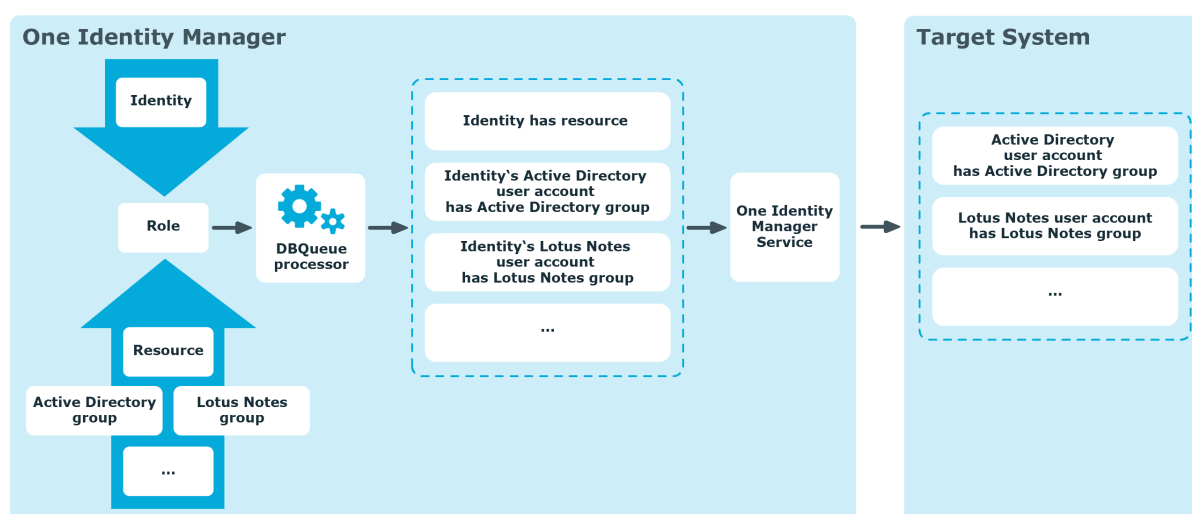 One Identity Manager
Identity
Role
Resource
Active Directory
group
Lotus Notes
group
...
DBQueue
processor
Identity has resource
Identity‘s Active Directory
user account
has Active Directory group
Identity‘s Lotus Notes
user account
has Lotus Notes group
...
One Identity
Manager
Service
Target System
Active Directory
user account
has Active Directory group
Lotus Notes user account
has Lotus Notes group
...